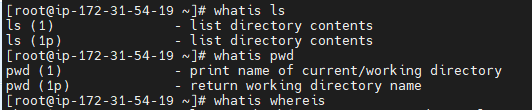 [root@ip-172-31-54-19 ~]# whatis ls
ls (1)               - list directory contents
ls (1p)              - list directory contents
[root@ip-172-31-54-19 ~]# whatis pwd
pwd (1)              - print name of current/working directory
pwd (1p)             - return working directory name
[root@ip-172-31-54-19 ~]# whatis whereis